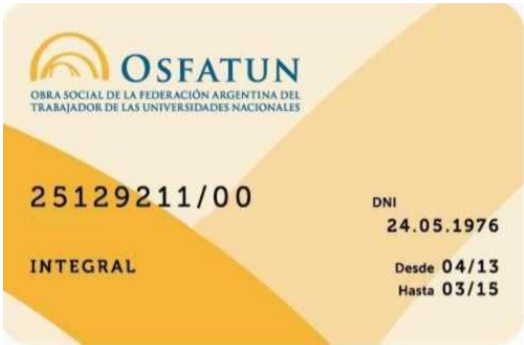 OSFATUN
OBRA SOCIAL DE LA FEDERACIÓN ARGENTINA DEL
TRABAJADOR DE LAS UNIVERSIDADES NACIONALES
25129211/00
DNI
24.05.1976
INTEGRAL
Desde 04/13
Hasta 03/15